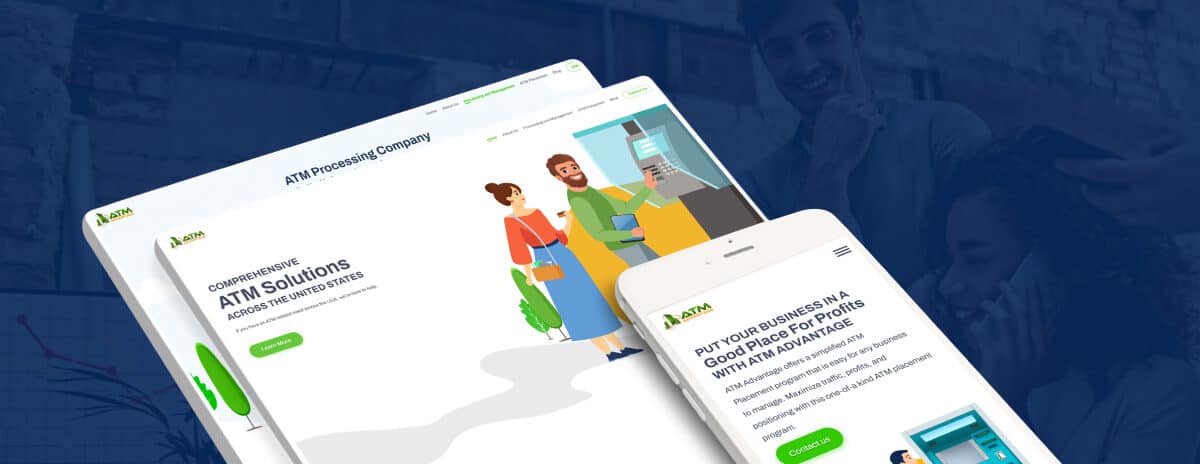 Home About Us Processing and Management ATM Placement Blog
ATM Processing Company
Home About Us Processing and Management ATM Placement Blog Contact Us
ATM
ATM
COMPREHENSIVE
ATM Solutions
ACROSS THE UNITED STATES
If you have an ATM-related need across the USA, we're here to help.
Learn More
ATM
PUT YOUR BUSINESS IN A
Good Place For Profits
WITH ATM ADVANTAGE
ATM Advantage offers a simplified ATM
Placement program that is easy for any business
to manage. Maximize traffic, profits, and
positioning with this one-of-a kind ATM placement
program.
Contact us